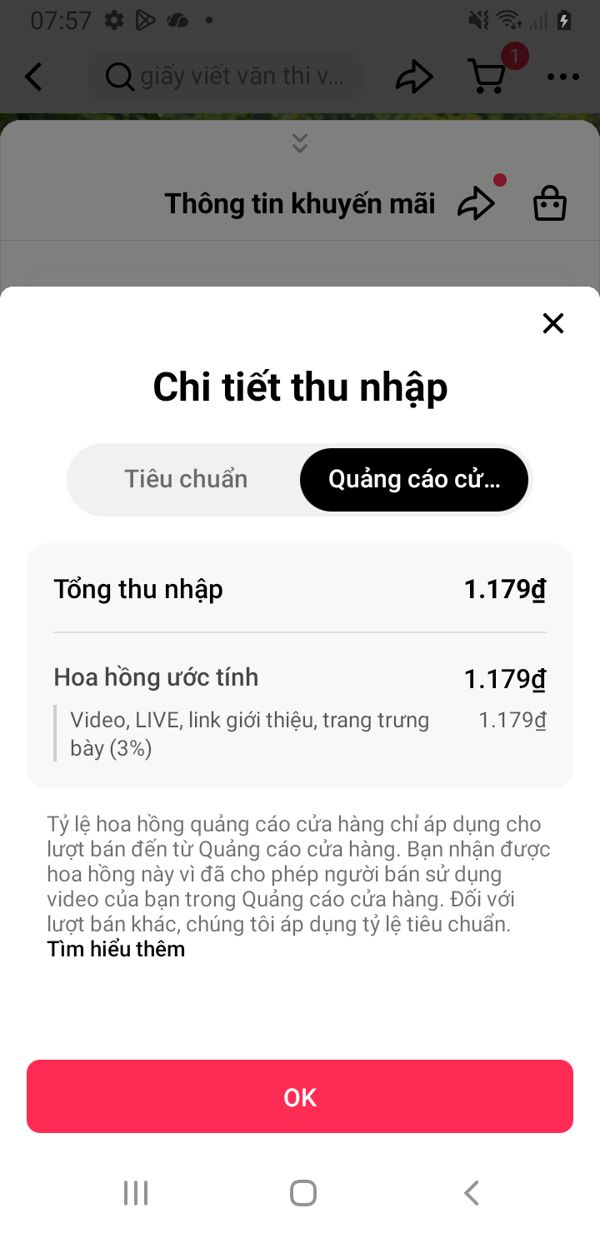 07:57
giấy viết văn thi v...
1
Thông tin khuyến mãi
Chi tiết thu nhập
Tiêu chuẩn
Quảng cáo cử...
Tổng thu nhập
1.179₫
Hoa hồng ước tính
1.179₫
Video, LIVE, link giới thiệu, trang trưng
1.179₫
bày (3%)
Tỷ lệ hoa hồng quảng cáo cửa hàng chỉ áp dụng cho
lượt bán đến từ Quảng cáo cửa hàng. Bạn nhận được
hoa hồng này vì đã cho phép người bán sử dụng
video của bạn trong Quảng cáo cửa hàng. Đối với
lượt bán khác, chúng tôi áp dụng tỷ lệ tiêu chuẩn.
Tìm hiểu thêm
OK